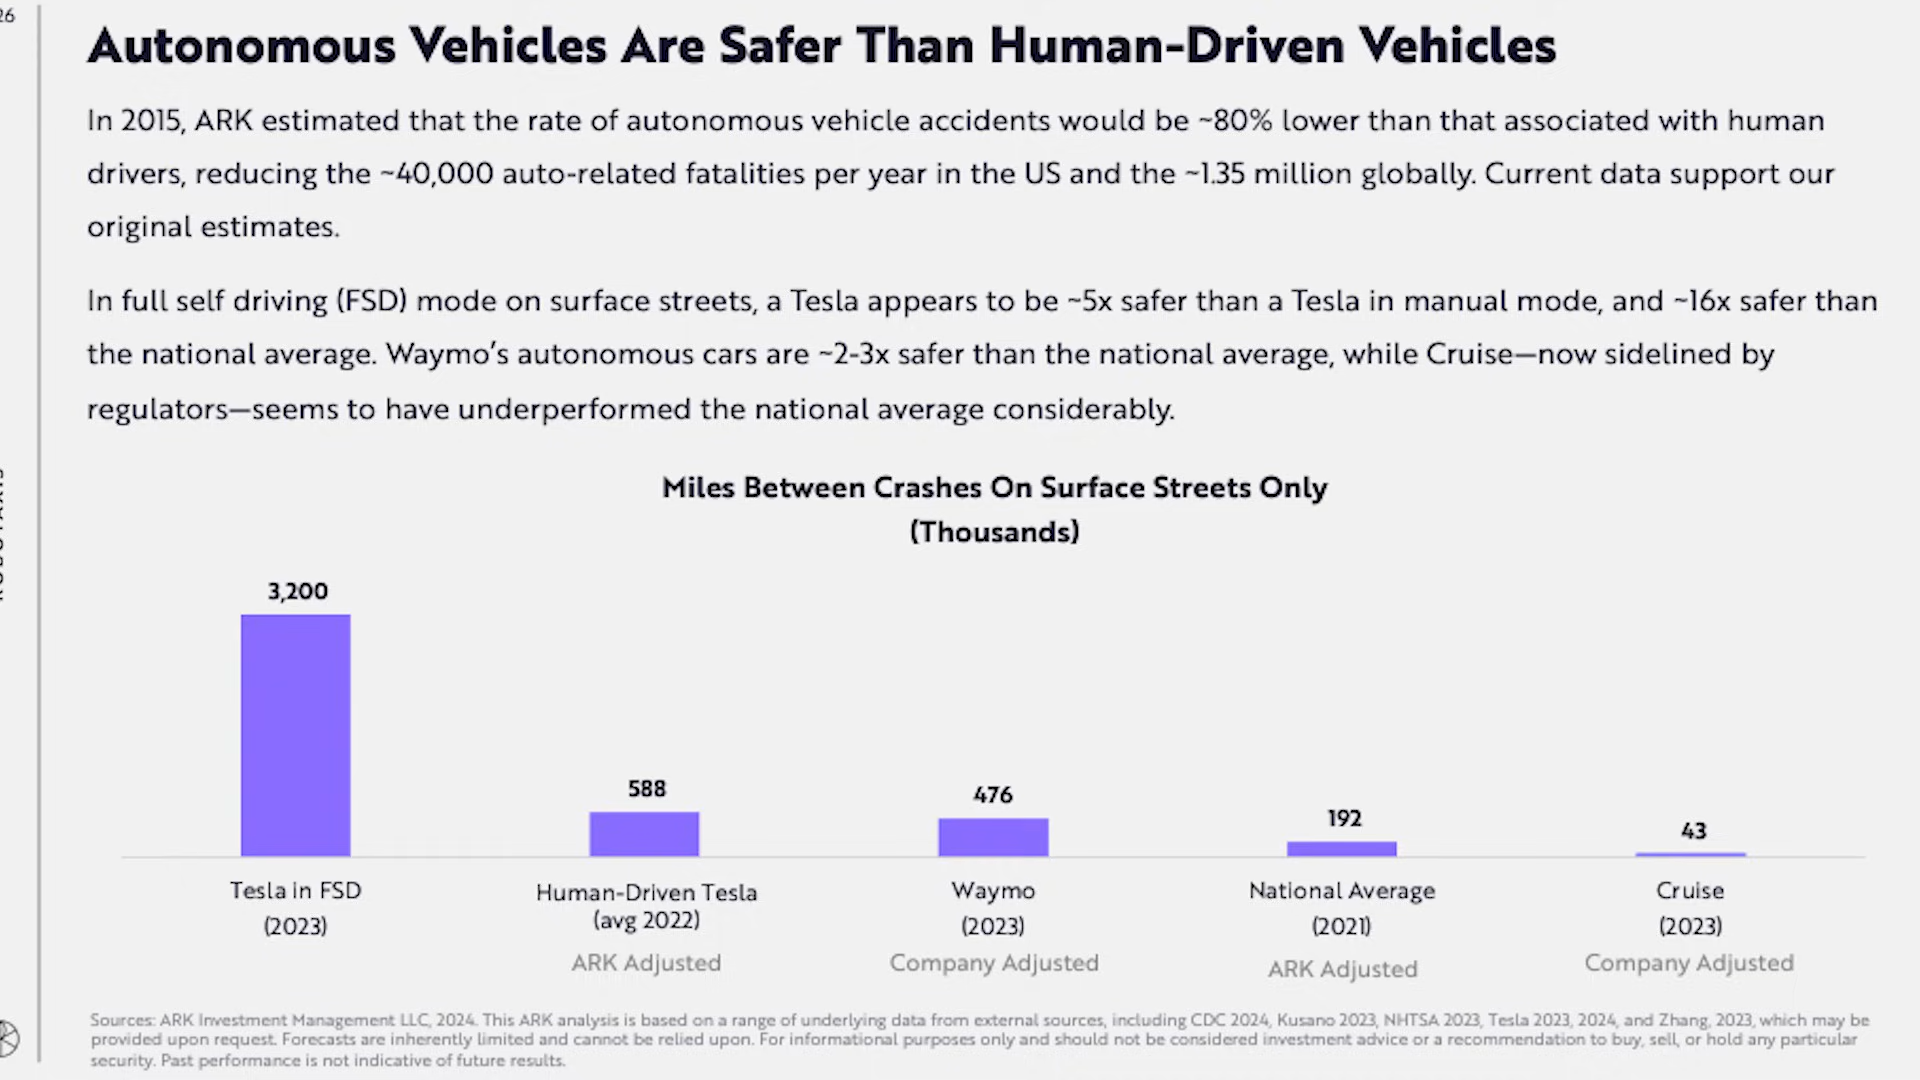 26
Autonomous Vehicles Are Safer Than Human-Driven Vehicles
In 2015, ARK estimated that the rate of autonomous vehicle accidents would be ~80% lower than that associated with human
drivers, reducing the ~40,000 auto-related fatalities per year in the US and the ~1.35 million globally. Current data support our
original estimates.
In full self driving (FSD) mode on surface streets, a Tesla appears to be ~5x safer than a Tesla in manual mode, and ~16x safer than
the national average. Waymo's autonomous cars are ~2-3x safer than the national average, while Cruise—now sidelined by
regulators—seems to have underperformed the national average considerably.
Miles Between Crashes On Surface Streets Only
(Thousands)
3,200
588
476
192
43
Tesla in FSD
(2023)
Human-Driven Tesla
(avg 2022)
ARK Adjusted
Waymo
(2023)
Company Adjusted
National Average
(2021)
ARK Adjusted
Cruise
(2023)
Company Adjusted
Sources: ARK Investment Management LLC, 2024. This ARK analysis is based on a range of underlying data from external sources, including CDC 2024, Kusano 2023, NHTSA 2023, Tesla 2023, 2024, and Zhang, 2023, which may be
provided upon request. Forecasts are inherently limited and cannot be relied upon. For informational purposes only and should not be considered investment advice or a recommendation to buy, sell, or hold any particular
security. Past performance is not indicative of future results.